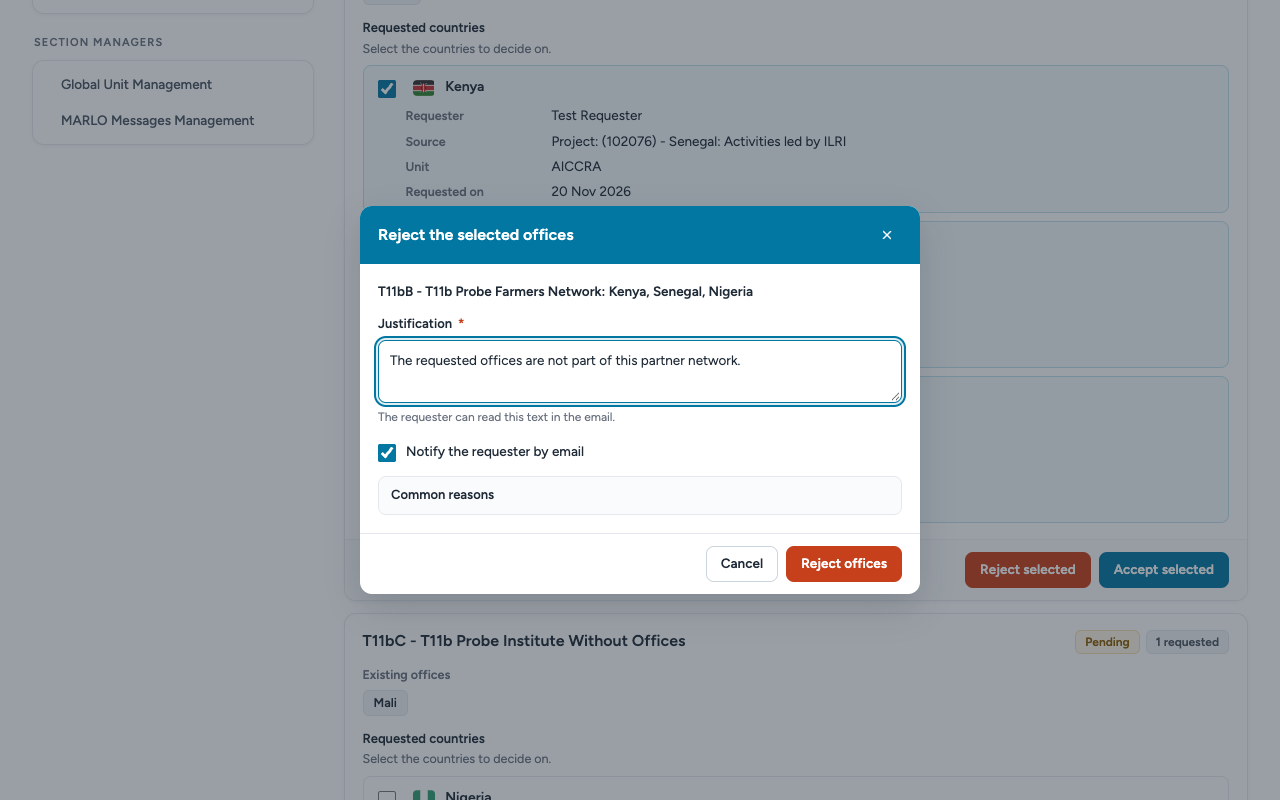 SECTION MANAGERS
Global Unit Management
MARLO Messages Management
Requested countries
Select the countries to decide on.
Kenya
Requester Test Requester
Source Project: (102076) - Senegal: Activities led by ILRI
Unit AICCRA
Requested on 20 Nov 2026
Reject the selected offices
T11bB - T11b Probe Farmers Network: Kenya, Senegal, Nigeria
Justification *
The requested offices are not part of this partner network.
The requester can read this text in the email.
Notify the requester by email
Common reasons
Cancel Reject offices
Reject selected Accept selected
T11bC - T11b Probe Institute Without Offices Pending 1 requested
Existing offices
Mali
Requested countries
Select the countries to decide on.
Nigeria